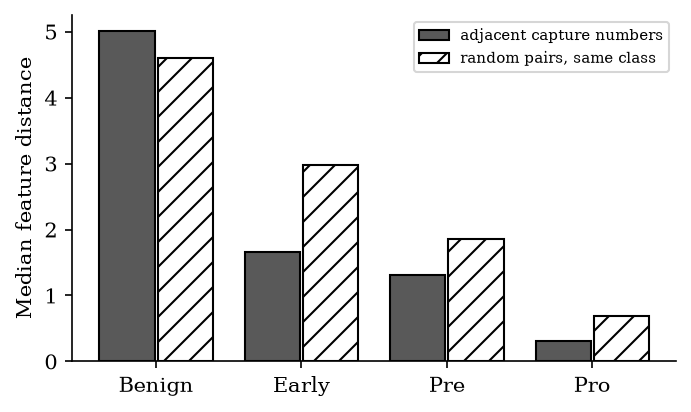 adjacent capture numbers
random pairs, same class
Median feature distance
5
4
3
2
1
0
Benign Early Pre Pro